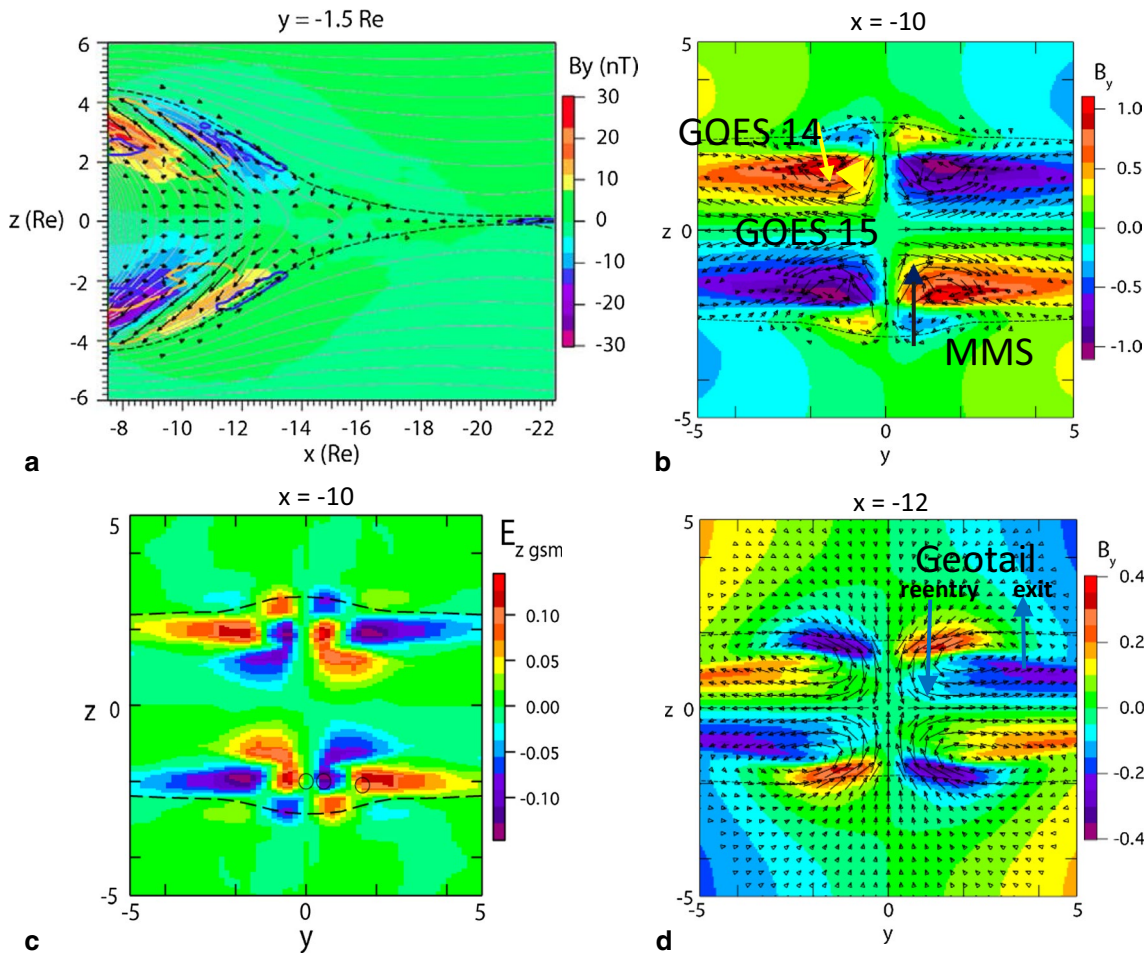 y = -1.5 Re
6
4
2
z (Re)
0
-2
-4
-6
-8
-10
-12
-14
-16
-18
-20
-22
x (Re)
By (nT)
30
20
10
0
-10
-20
-30
a
x = -10
5
z
0
-5
-5
0
5
y
GOES 14
GOES 15
MMS
By
1.0
0.5
0.0
-0.5
-1.0
b
x = -10
5
z
0
-5
-5
0
5
y
Ez gsm
0.10
0.05
0.00
-0.05
-0.10
c
x = -12
5
z
0
-5
-5
0
5
y
Geotail
reentry exit
By
0.4
0.2
0.0
-0.2
-0.4
d